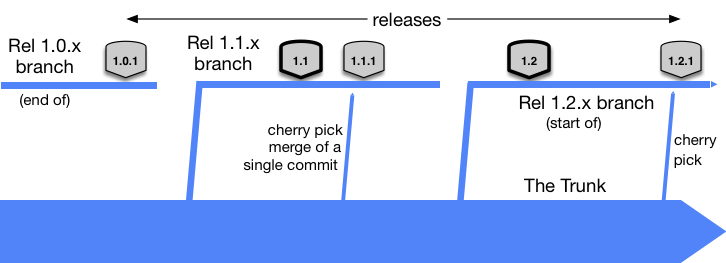 releases
Rel 1.0.x
branch
(end of)
1.0.1
Rel 1.1.x
branch
1.1
1.1.1
cherry pick
merge of a
single commit
1.2
Rel 1.2.x branch
(start of)
1.2.1
cherry
pick
The Trunk